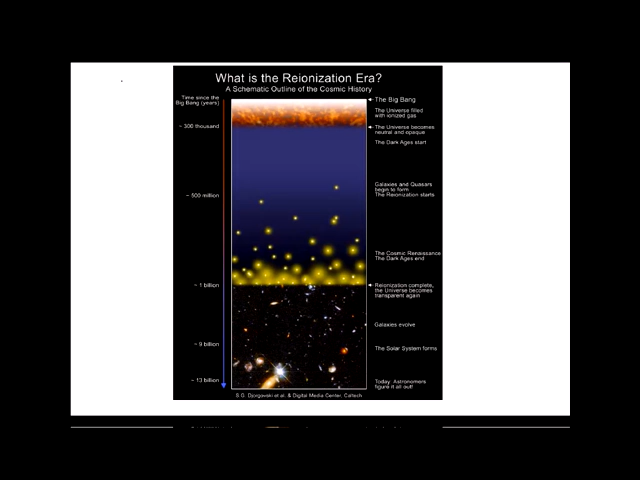 What is the Reionization Era?
A Schematic Outline of the Cosmic History
Time since the
Big Bang (years)
The Big Bang
The Universe filled
with ionized gas
~ 300 thousand
The Universe becomes
neutral and opaque
The Dark Ages start
Galaxies and Quasars
begin to form
~ 500 million
The Reionization starts
The Cosmic Renaissance
The Dark Ages end
~ 1 billion
Reionization complete,
the Universe becomes
transparent again
Galaxies evolve
~ 9 billion
The Solar System forms
~ 13 billion
Today: Astronomers
figure it all out!
S.G. Djorgovski et al. & Digital Media Center, Caltech